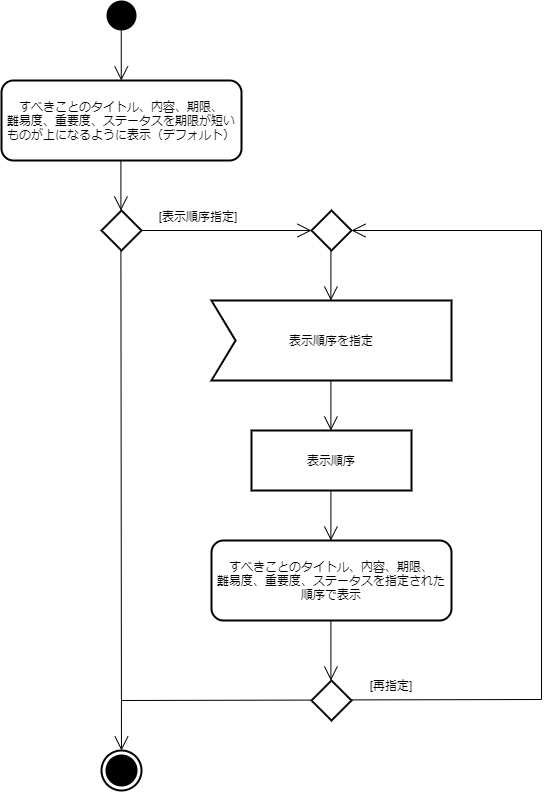 すべきことのタイトル、内容、期限、
難易度、重要度、ステータスを期限が短い
ものが上になるように表示（デフォルト）
[表示順序指定]
表示順序を指定
表示順序
すべきことのタイトル、内容、期限、
難易度、重要度、ステータスを指定された
順序で表示
[再指定]